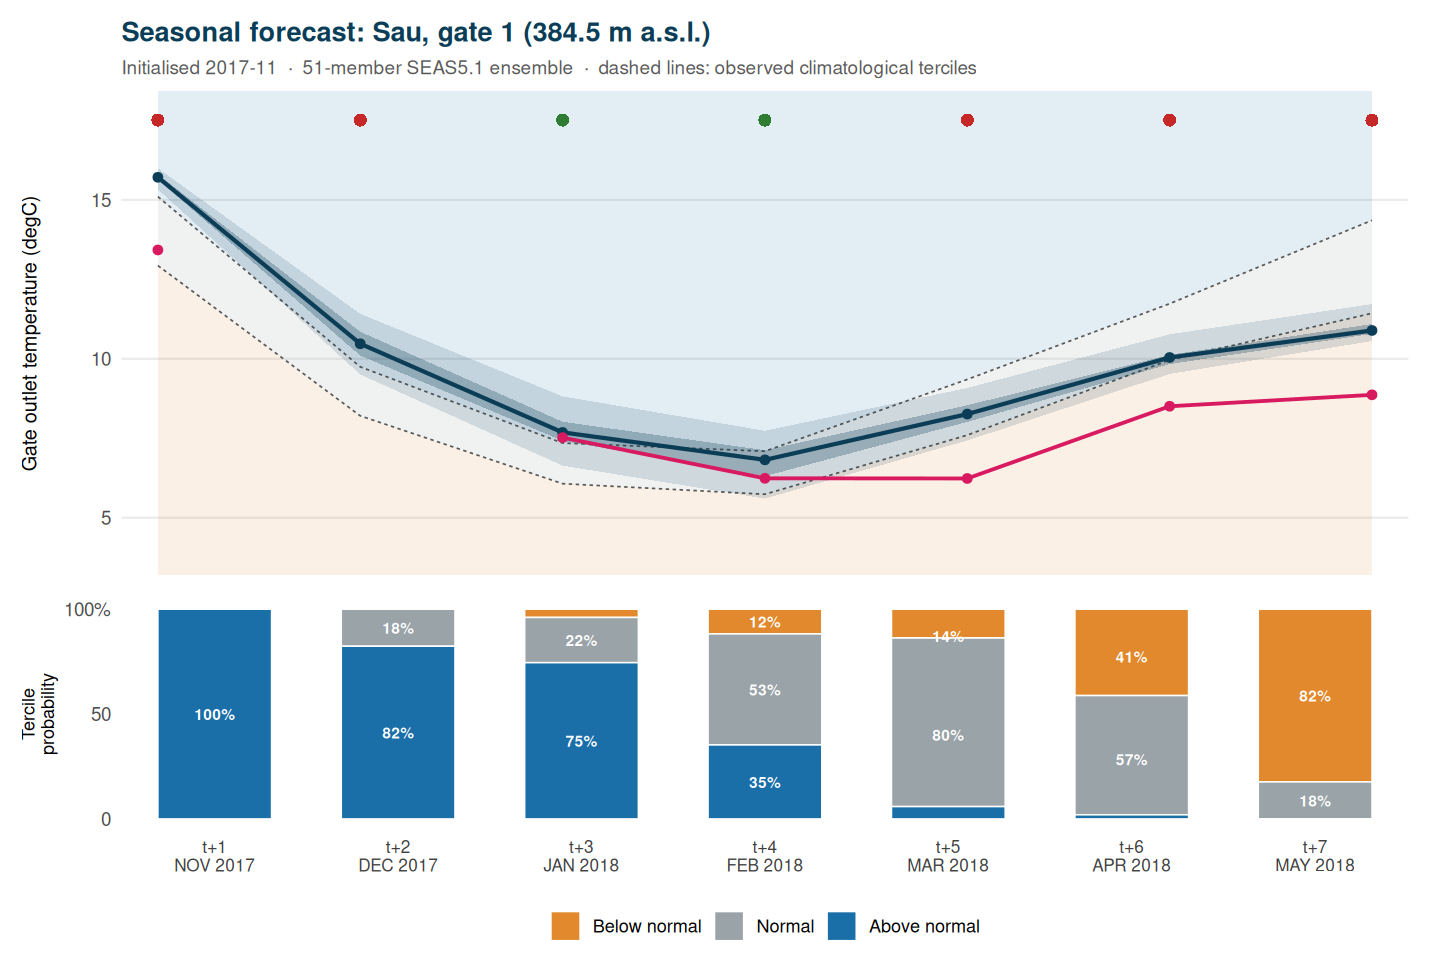 Seasonal forecast: Sau, gate 1 (384.5 m a.s.l.)
Initialised 2017-11 · 51-member SEAS5.1 ensemble · dashed lines: observed climatological terciles
Gate outlet temperature (degC)
15
10
5
Tercile
probability
100%
50
0
100%
18%
82%
22%
75%
12%
53%
35%
14%
80%
41%
57%
82%
18%
t+1
NOV 2017
t+2
DEC 2017
t+3
JAN 2018
t+4
FEB 2018
t+5
MAR 2018
t+6
APR 2018
t+7
MAY 2018
Below normal
Normal
Above normal